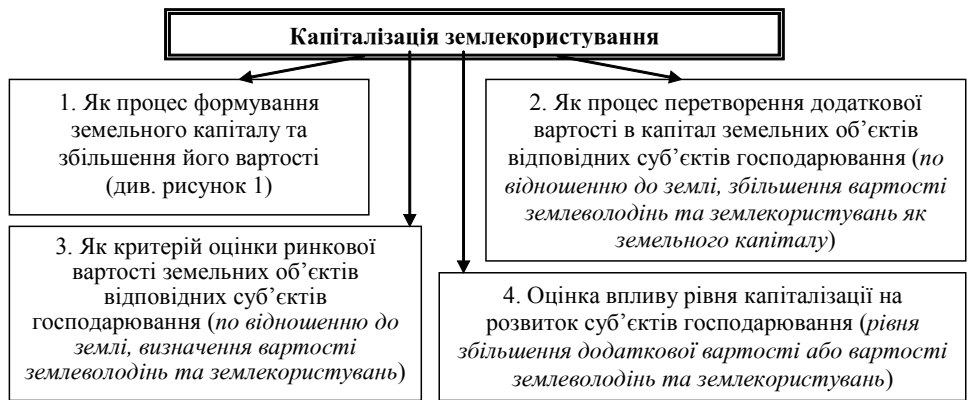 Капіталізація землекористування
1. Як процес формування
земельного капіталу та
збільшення його вартості
(див. рисунок 1)
2. Як процес перетворення додаткової
вартості в капітал земельних об’єктів
відповідних суб’єктів господарювання (по
відношенню до землі, збільшення вартості
землеволодінь та землекористувань як
земельного капіталу)
3. Як критерій оцінки ринкової
вартості земельних об’єктів
відповідних суб’єктів
господарювання (по відношенню до
землі, визначення вартості
землеволодінь та землекористувань)
4. Оцінка впливу рівня капіталізації на
розвиток суб’єктів господарювання (рівня
збільшення додаткової вартості або вартості
землеволодінь та землекористувань)